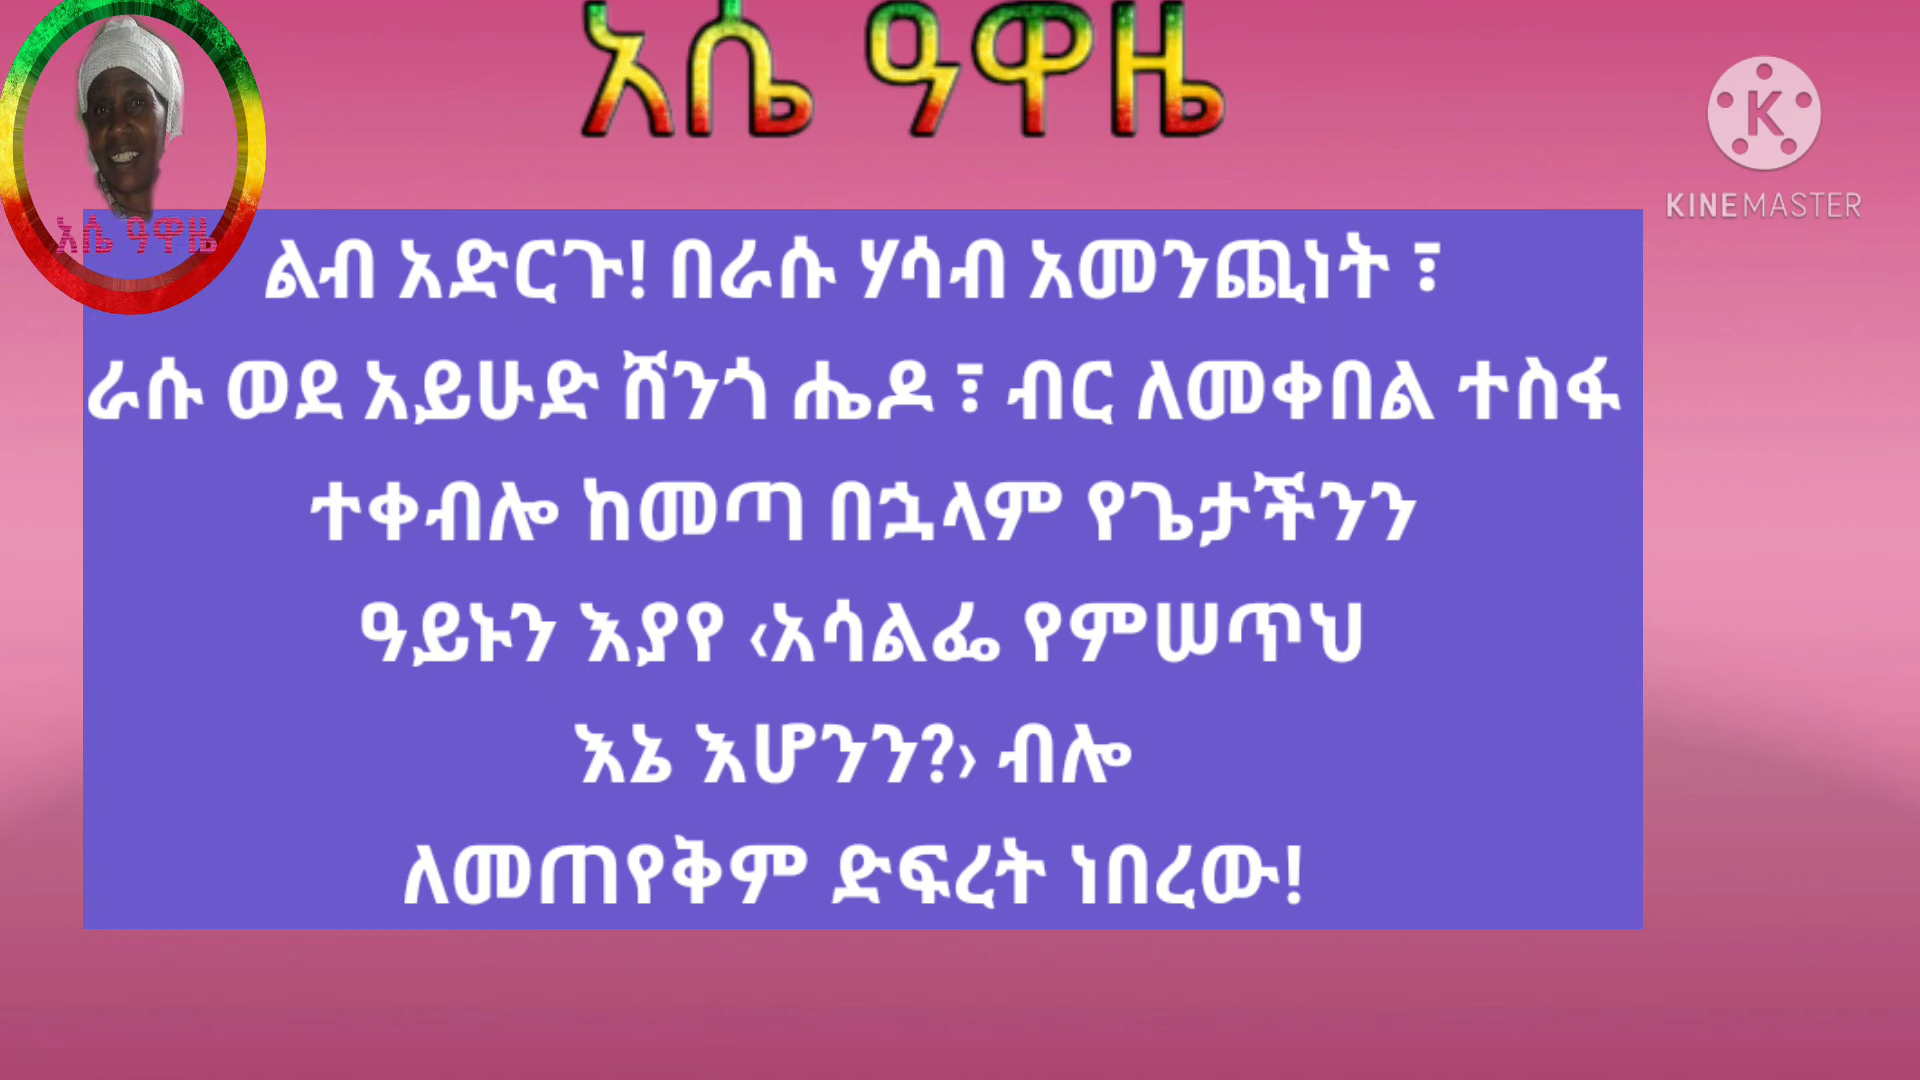 አሴ ዓዋዜ
አሴ ዓዋዜ
KINEMASTER
ልብ አድርጉ! በራሱ ሃሳብ አመንጪነት ፣
ራሱ ወደ አይሁድ ሸንጎ ሔዶ ፣ ብር ለመቀበል ተስፋ
ተቀብሎ ከመጣ በኋላም የጌታችንን
ዓይኑን እያየ ‹አሳልፌ የምሠጥህ
እኔ እሆንን?› ብሎ
ለመጠየቅም ድፍረት ነበረው!